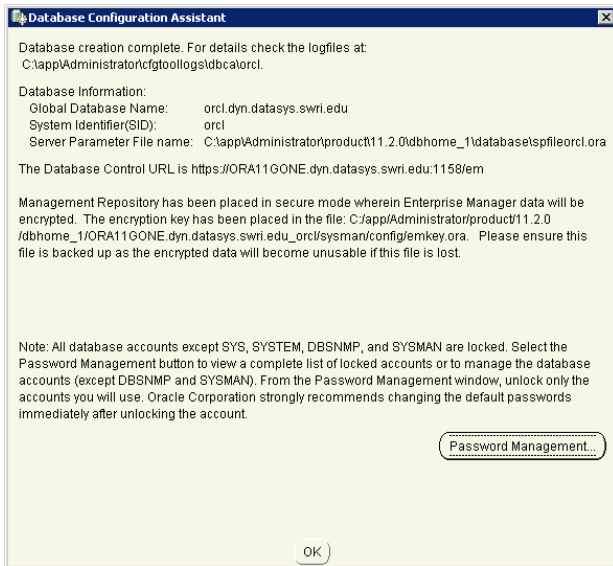 Database Configuration Assistant
Database creation complete. For details check the logfiles at:
C:\app\Administrator\cfgtoollogs\dbca\orcl.
Database Information:
Global Database Name: orcl.dyn.datasys.swri.edu
System Identifier(SID): orcl
Server Parameter File name: C:\app\Administrator\product\11.2.0\dbhome_1\database\spfileorcl.ora
The Database Control URL is https://ORA11GONE.dyn.datasys.swri.edu:1158/em
Management Repository has been placed in secure mode wherein Enterprise Manager data will be
encrypted. The encryption key has been placed in the file: C:/app/Administrator/product/11.2.0
/dbhome_1/ORA11GONE.dyn.datasys.swri.edu_orcl/sysman/config/emkey.ora. Please ensure this
file is backed up as the encrypted data will become unusable if this file is lost.
Note: All database accounts except SYS, SYSTEM, DBSNMP, and SYSMAN are locked. Select the
Password Management button to view a complete list of locked accounts or to manage the database
accounts (except DBSNMP and SYSMAN). From the Password Management window, unlock only the
accounts you will use. Oracle Corporation strongly recommends changing the default passwords
immediately after unlocking the account.
Password Management...
OK